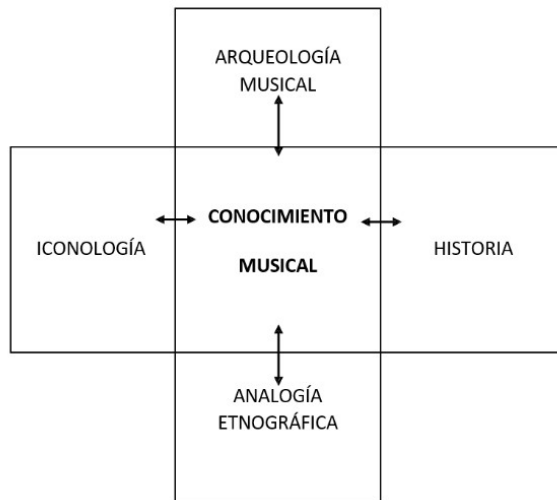 ARQUEOLOGÍA
MUSICAL
ICONOLOGÍA
CONOCIMIENTO
MUSICAL
HISTORIA
ANALOGÍA
ETNOGRÁFICA